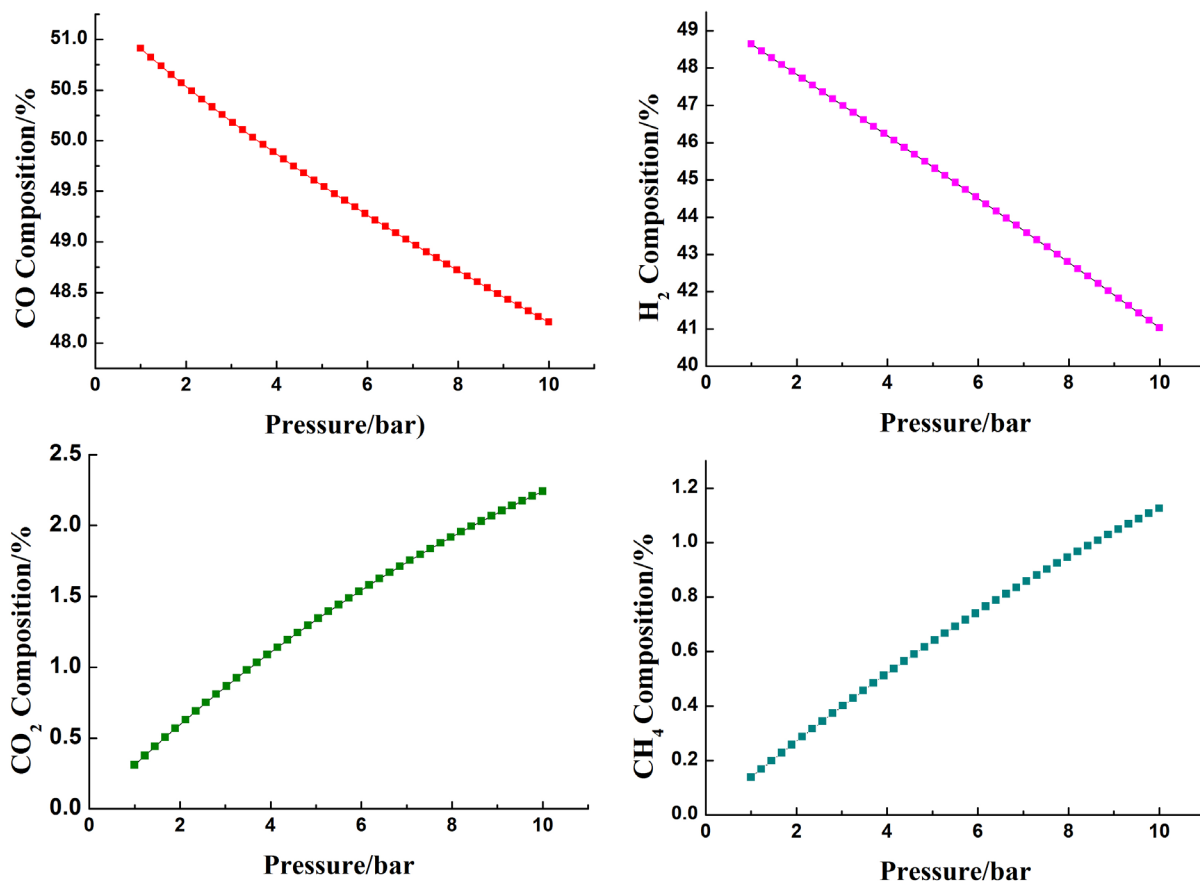 CO Composition/%
51.0
50.5
50.0
49.5
49.0
48.5
48.0
0 2 4 6 8 10
Pressure/bar)
H2 Composition/%
49
48
47
46
45
44
43
42
41
40
0 2 4 6 8 10
Pressure/bar
CO2 Composition/%
2.5
2.0
1.5
1.0
0.5
0.0
0 2 4 6 8 10
Pressure/bar
CH4 Composition/%
1.2
1.0
0.8
0.6
0.4
0.2
0.0
0 2 4 6 8 10
Pressure/bar